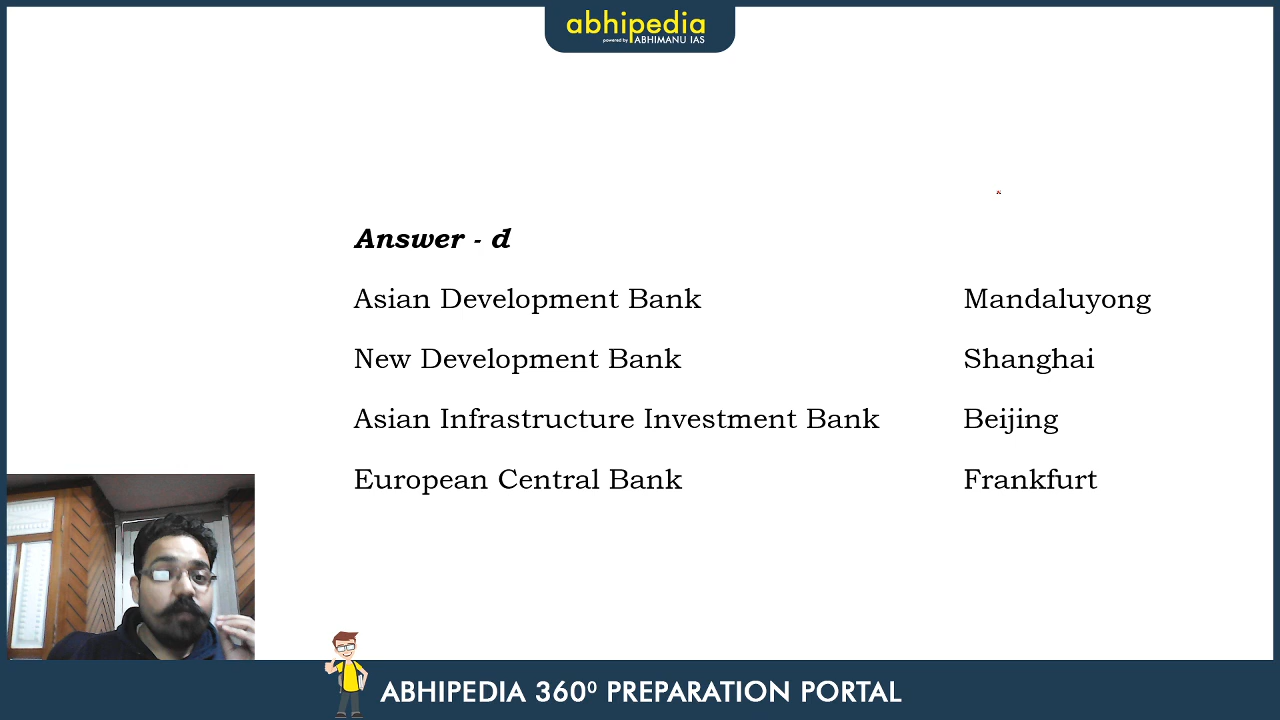 abhipedia
powered by ABHIMANU IAS
Answer - d
Asian Development Bank Mandaluyong
New Development Bank Shanghai
Asian Infrastructure Investment Bank Beijing
European Central Bank Frankfurt
ABHIPEDIA 360⁰ PREPARATION PORTAL